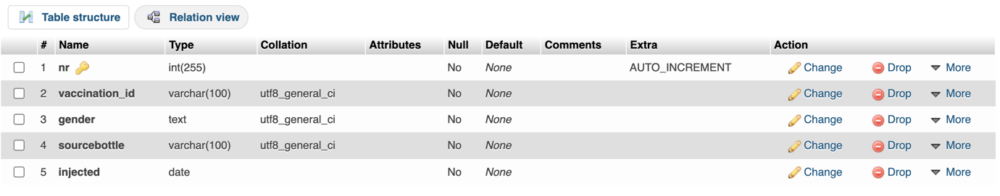 Table structure Relation view
# Name Type Collation Attributes Null Default Comments Extra Action
1 nr int(255) No None AUTO_INCREMENT Change Drop More
2 vaccination_id varchar(100) utf8_general_ci No None Change Drop More
3 gender text utf8_general_ci No None Change Drop More
4 sourcebottle varchar(100) utf8_general_ci No None Change Drop More
5 injected date No None Change Drop More